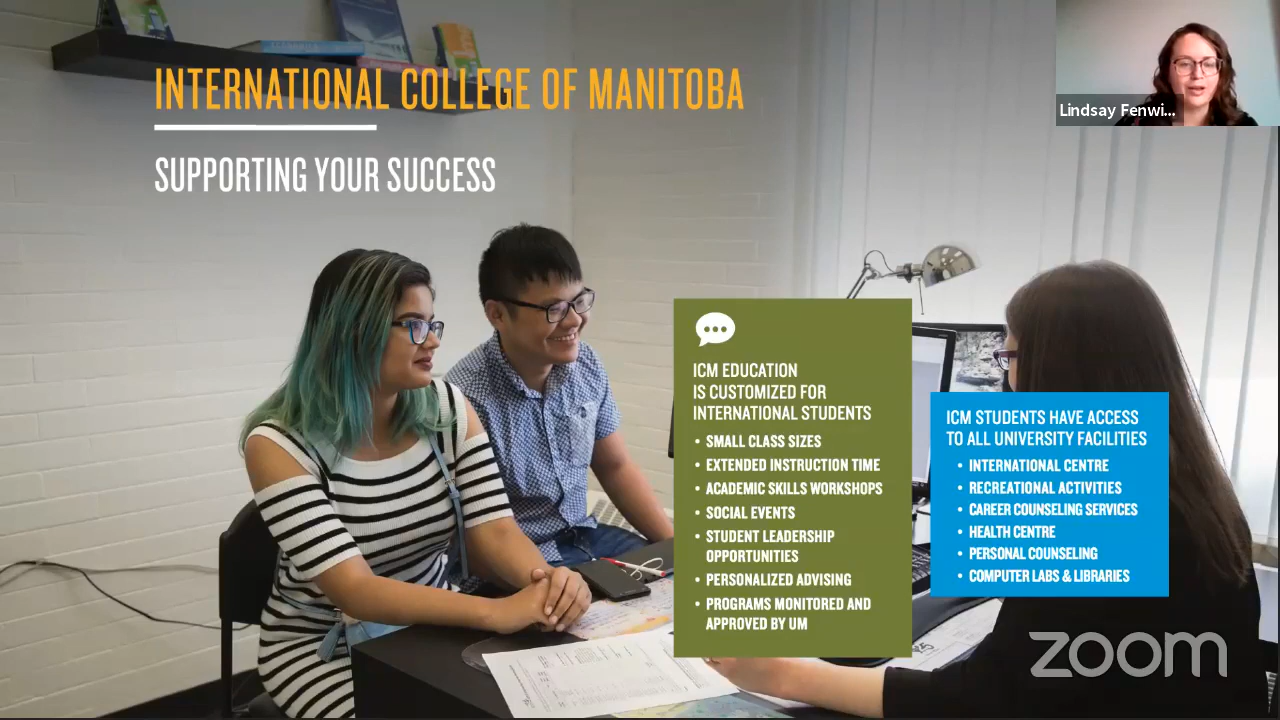 INTERNATIONAL COLLEGE OF MANITOBA
Lindsay Fenwi...
SUPPORTING YOUR SUCCESS
ICM EDUCATION
IS CUSTOMIZED FOR
INTERNATIONAL STUDENTS
• SMALL CLASS SIZES
• EXTENDED INSTRUCTION TIME
• ACADEMIC SKILLS WORKSHOPS
• SOCIAL EVENTS
• STUDENT LEADERSHIP
OPPORTUNITIES
• PERSONALIZED ADVISING
• PROGRAMS MONITORED AND
APPROVED BY UM
ICM STUDENTS HAVE ACCESS
TO ALL UNIVERSITY FACILITIES
• INTERNATIONAL CENTRE
• RECREATIONAL ACTIVITIES
• CAREER COUNSELING SERVICES
• HEALTH CENTRE
• PERSONAL COUNSELING
• COMPUTER LABS & LIBRARIES
zoom